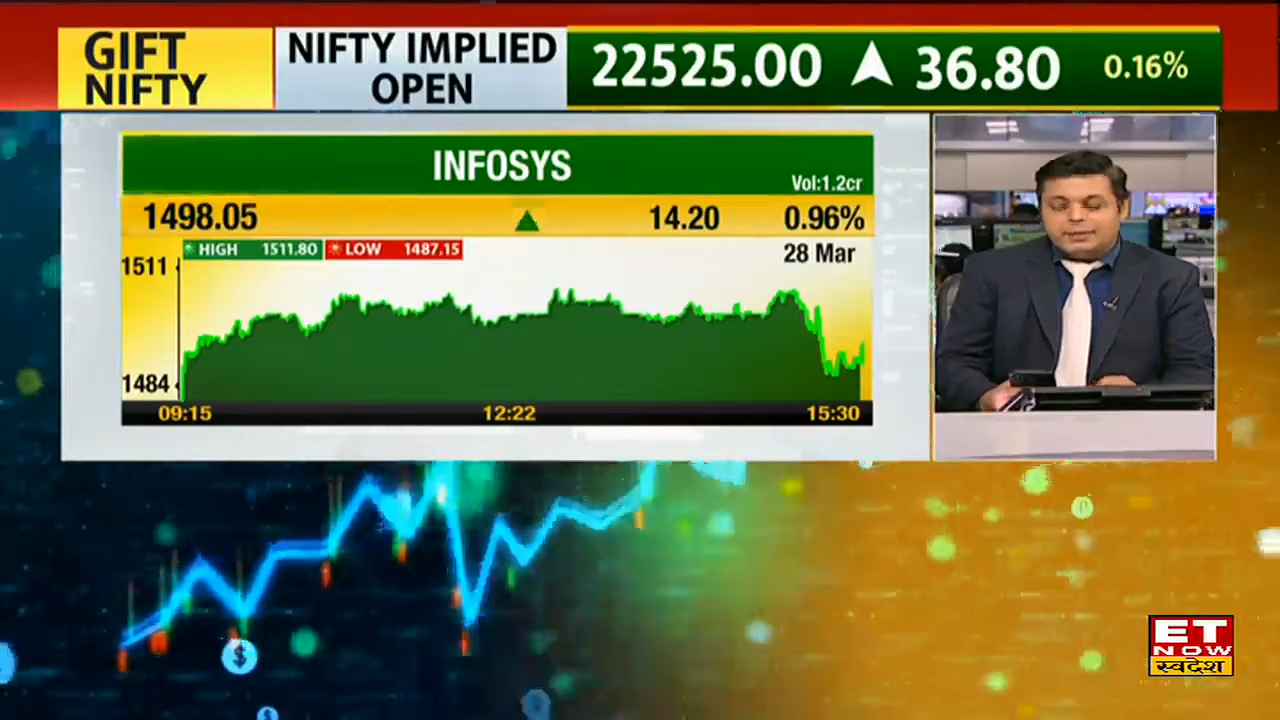 GIFT
NIFTY
NIFTY IMPLIED
OPEN
22525.00 36.80 0.16%
INFOSYS
Vol:1.2cr
1498.05 14.20 0.96%
HIGH 1511.80 LOW 1487.15
28 Mar
1511
1484
09:15 12:22 15:30
$
ET
NOW
स्वदेश